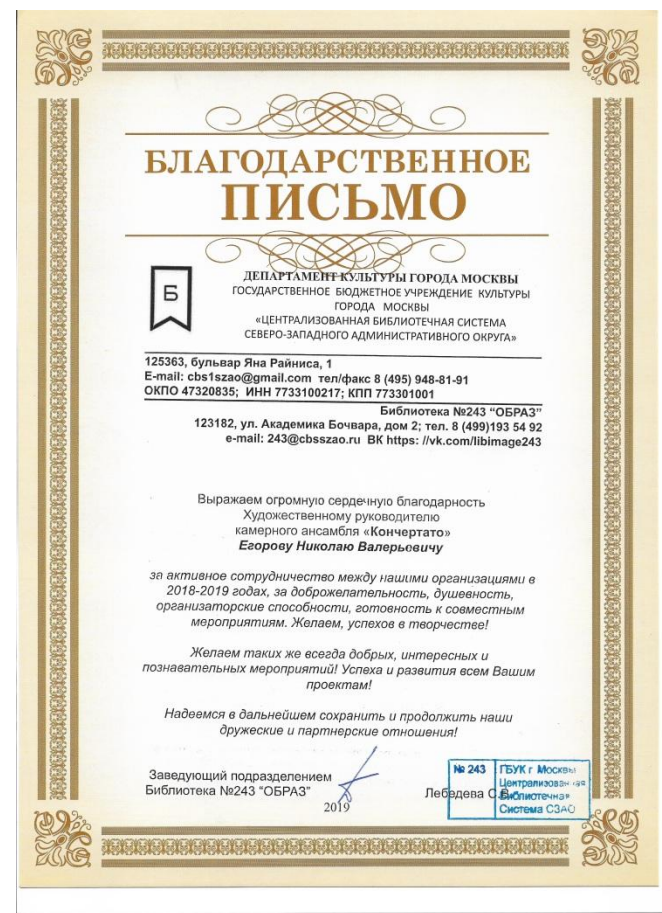 БЛАГОДАРСТВЕННОЕ
ПИСЬМО
Б
ДЕПАРТАМЕНТ КУЛЬТУРЫ ГОРОДА МОСКВЫ
ГОСУДАРСТВЕННОЕ БЮДЖЕТНОЕ УЧРЕЖДЕНИЕ КУЛЬТУРЫ
ГОРОДА МОСКВЫ
«ЦЕНТРАЛИЗОВАННАЯ БИБЛИОТЕЧНАЯ СИСТЕМА
СЕВЕРО-ЗАПАДНОГО АДМИНИСТРАТИВНОГО ОКРУГА»
125363, бульвар Яна Райниса, 1
E-mail: cbs1szao@gmail.com тел/факс 8 (495) 948-81-91
ОКПО 47320835; ИНН 7733100217; КПП 773301001
Библиотека №243 "ОБРАЗ"
123182, ул. Академика Бочвара, дом 2; тел. 8 (499)193 54 92
e-mail: 243@cbsszao.ru ВК https: //vk.com/libimage243
Выражаем огромную сердечную благодарность
Художественному руководителю
камерного ансамбля «Кончертато»
Егорову Николаю Валерьевичу
за активное сотрудничество между нашими организациями в
2018-2019 годах, за доброжелательность, душевность,
организаторские способности, готовность к совместным
мероприятиям. Желаем, успехов в творчестве!
Желаем таких же всегда добрых, интересных и
познавательных мероприятий! Успеха и развития всем Вашим
проектам!
Надеемся в дальнейшем сохранить и продолжить наши
дружеские и партнерские отношения!
Заведующий подразделением
Библиотека №243 "ОБРАЗ"
Лебедева
2019
№ 243
ГБУК г Москвы
Централизованная
Библиотечная
Система СЗАО